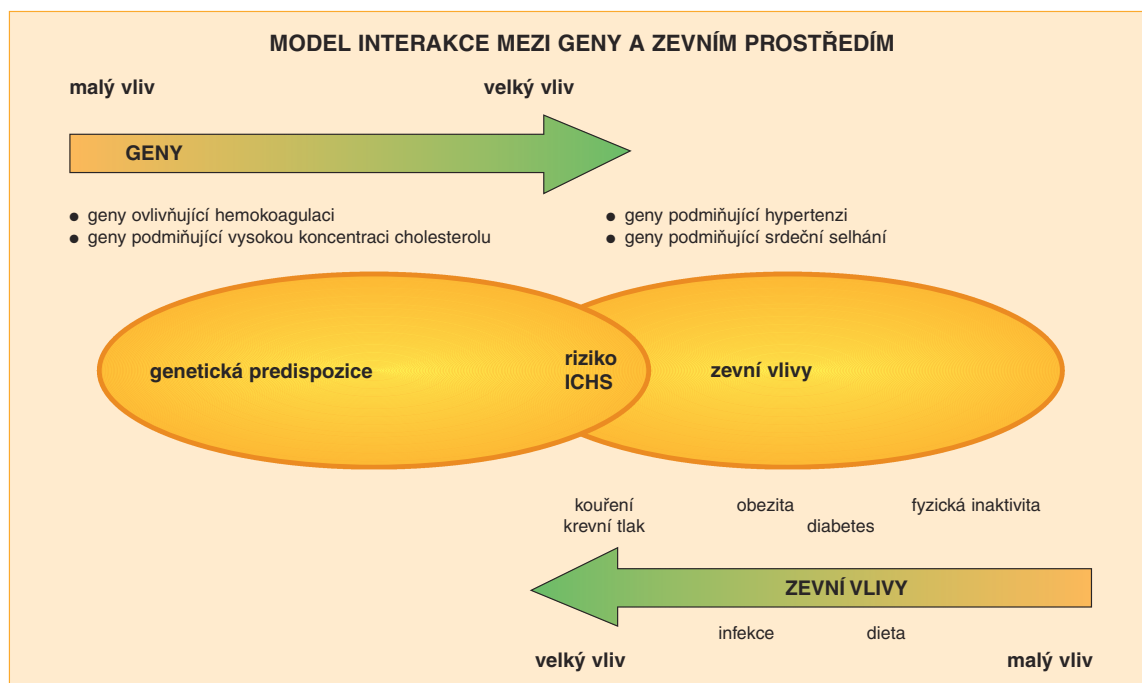 MODEL INTERAKCE MEZI GENY A ZEVNÍM PROSTŘEDÍM
malý vliv velký vliv
GENY
● geny ovlivňující hemokoagulaci
● geny podmiňující vysokou koncentraci cholesterolu
● geny podmiňující hypertenzi
● geny podmiňující srdeční selhání
genetická predispozice
riziko
ICHS
zevní vlivy
kouření obezita fyzická inaktivita
krevní tlak diabetes
ZEVNÍ VLIVY
infekce dieta
velký vliv malý vliv